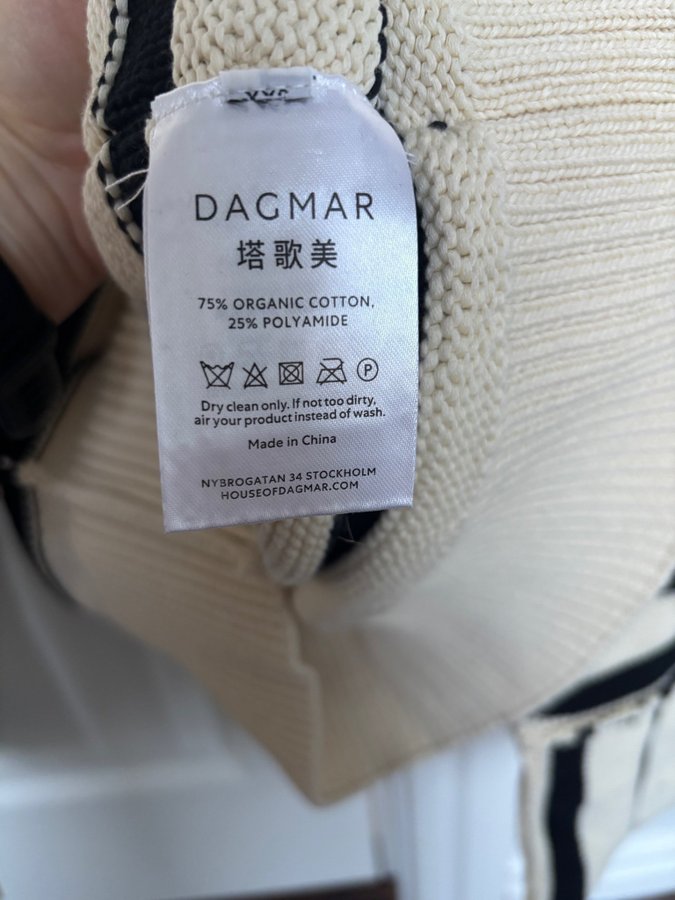 DAGMAR
塔歌美
75% ORGANIC COTTON,
25% POLYAMIDE
P
Dry clean only. If not too dirty,
air your product instead of wash.
Made in China
NYBROGATAN 34 STOCKHOLM
HOUSEOFDAGMAR.COM